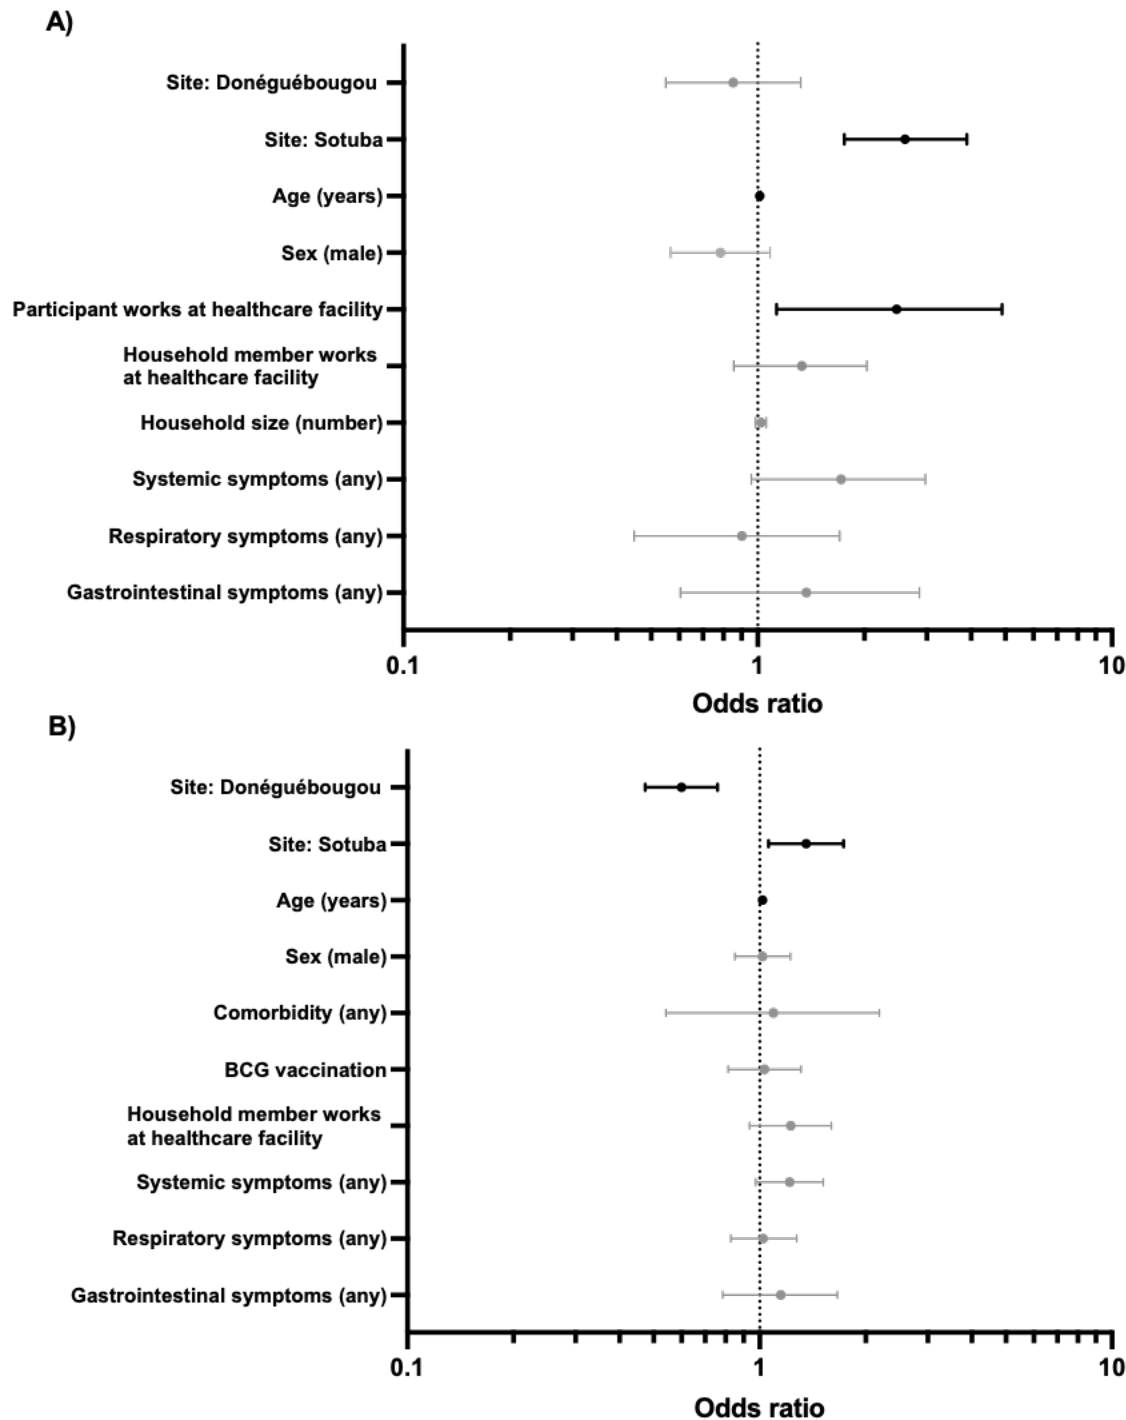 A)
Site: Donéguébougou
Site: Sotuba
Age (years)
Sex (male)
Participant works at healthcare facility
Household member works
at healthcare facility
Household size (number)
Systemic symptoms (any)
Respiratory symptoms (any)
Gastrointestinal symptoms (any)
0.1 1 10
Odds ratio
B)
Site: Donéguébougou
Site: Sotuba
Age (years)
Sex (male)
Comorbidity (any)
BCG vaccination
Household member works
at healthcare facility
Systemic symptoms (any)
Respiratory symptoms (any)
Gastrointestinal symptoms (any)
0.1 1 10
Odds ratio